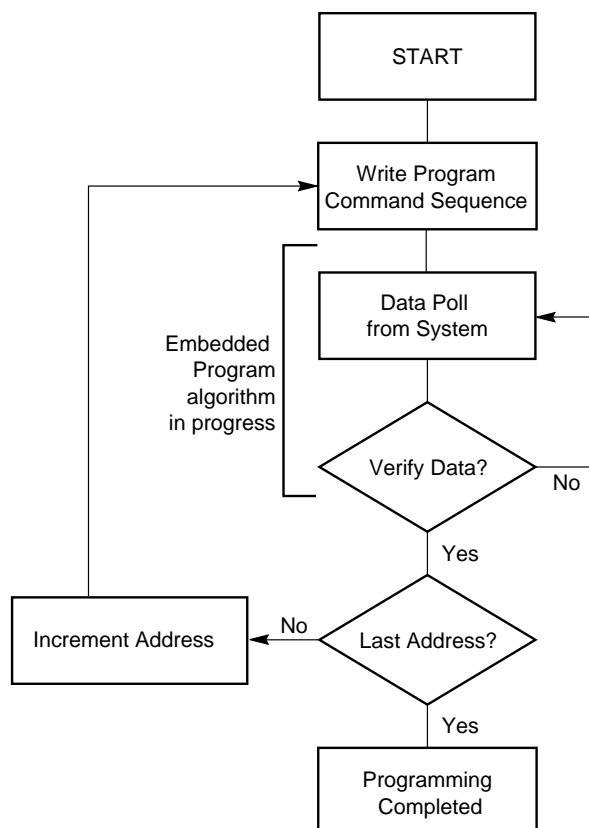 START
Write Program
Command Sequence
Data Poll
from System
Embedded
Program
algorithm
in progress
Verify Data?
No
Yes
Increment Address
No
Last Address?
Yes
Programming
Completed